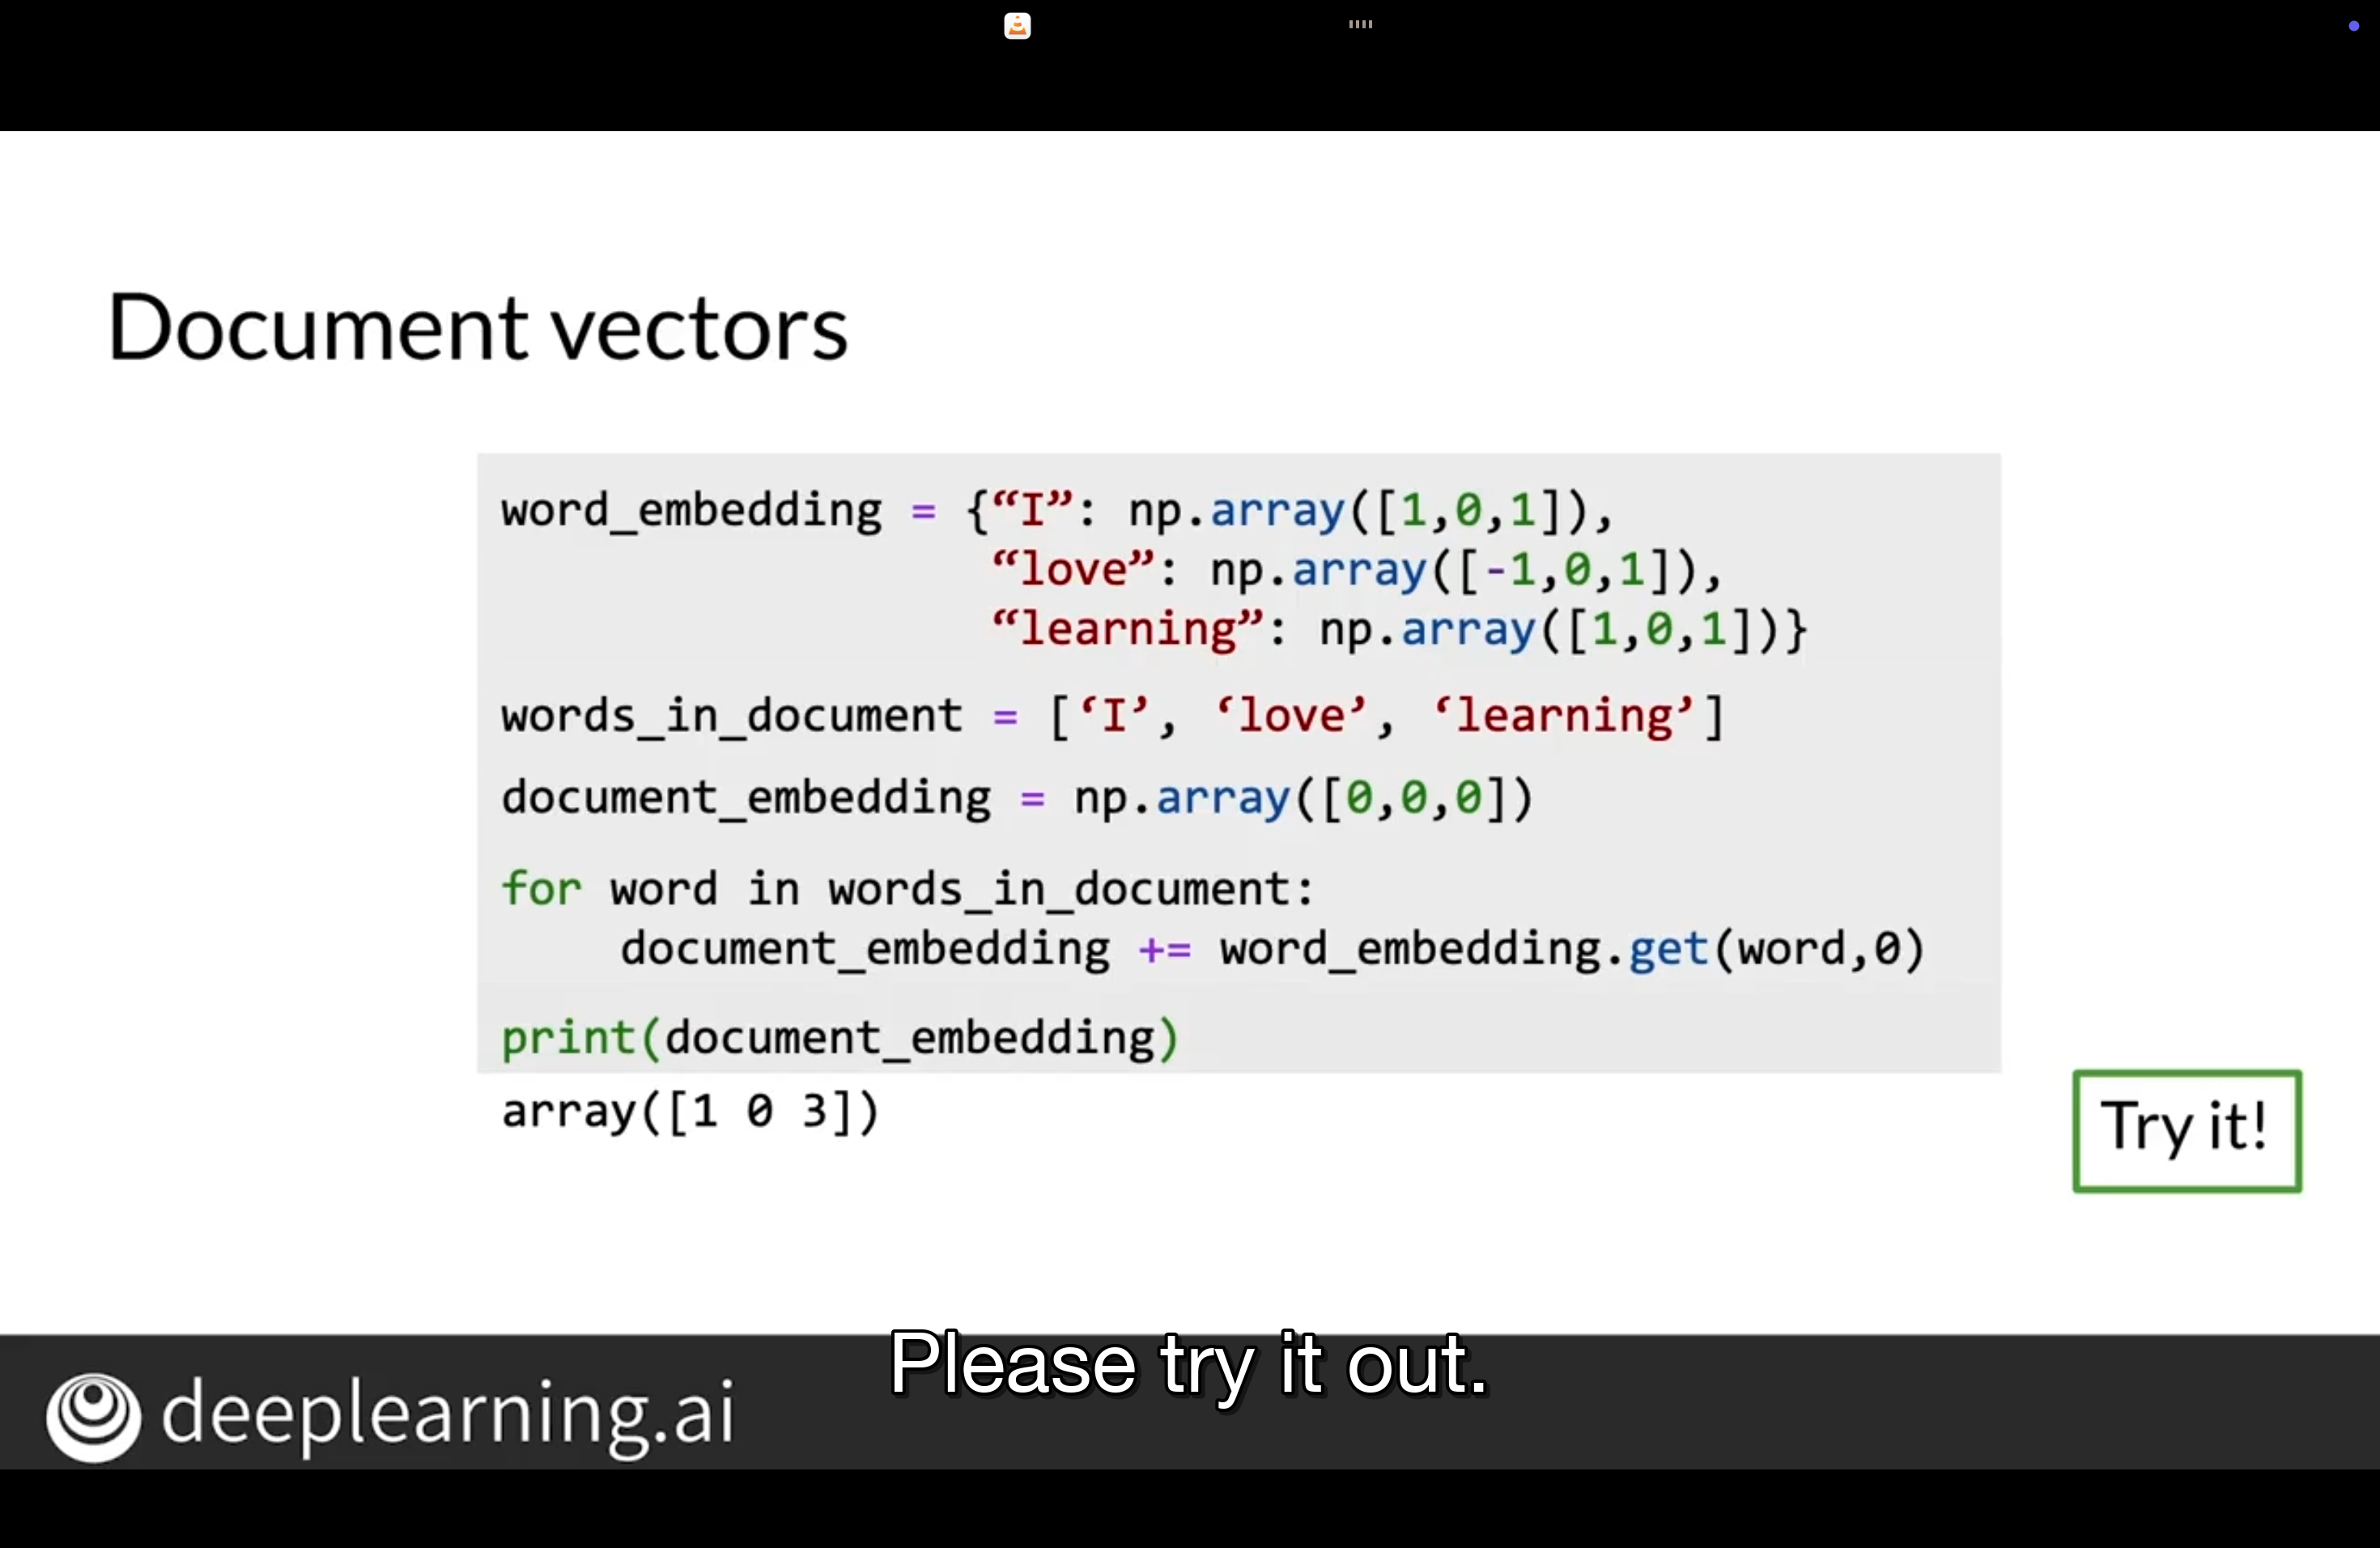 Document vectors
word_embedding = {“I”: np.array([1,0,1]),
“love”: np.array([-1,0,1]),
“learning”: np.array([1,0,1])}
words_in_document = [‘I’, ‘love’, ‘learning’]
document_embedding = np.array([0,0,0])
for word in words_in_document:
document_embedding += word_embedding.get(word,0)
print(document_embedding)
array([1 0 3])
Try it!
Please try it out.
deeplearning.ai